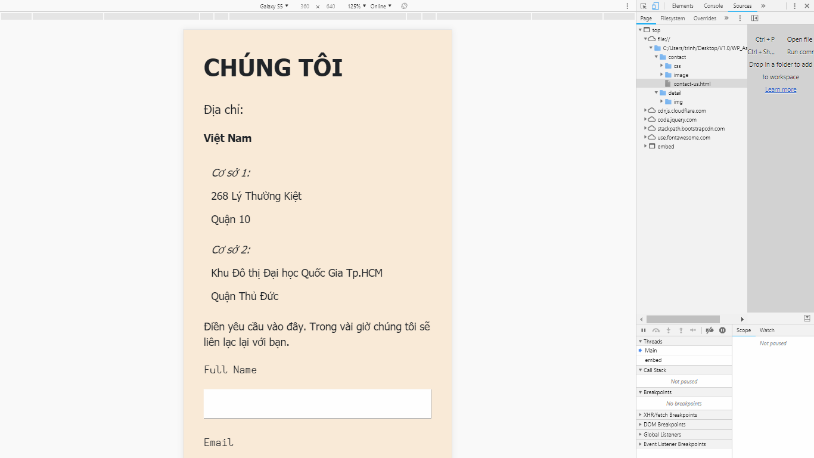 Galaxy S5 ▼ 360 x 640 125% ▼ Online ▼
Elements Console Sources »
Page Filesystem Overrides »
top
file://
C:/Users/trinh/Desktop/V1.0/WP_As
contact
css
image
contact-us.html
detail
img
cdnjs.cloudflare.com
code.jquery.com
stackpath.bootstrapcdn.com
use.fontawesome.com
embed
Ctrl + P Open file
Ctrl + Sh... Run comm
Drop in a folder to add
to workspace
Learn more
CHÚNG TÔI
Địa chỉ:
Việt Nam
Cơ sở 1:
268 Lý Thường Kiệt
Quận 10
Cơ sở 2:
Khu Đô thị Đại học Quốc Gia Tp.HCM
Quận Thủ Đức
Điền yêu cầu vào đây. Trong vài giờ chúng tôi sẽ
liên lạc lại với bạn.
Full Name
Email
Scope Watch
Not paused
Threads
Main
embed
Call Stack
Not paused
Breakpoints
No breakpoints
XHR/fetch Breakpoints
DOM Breakpoints
Global Listeners
Event Listener Breakpoints